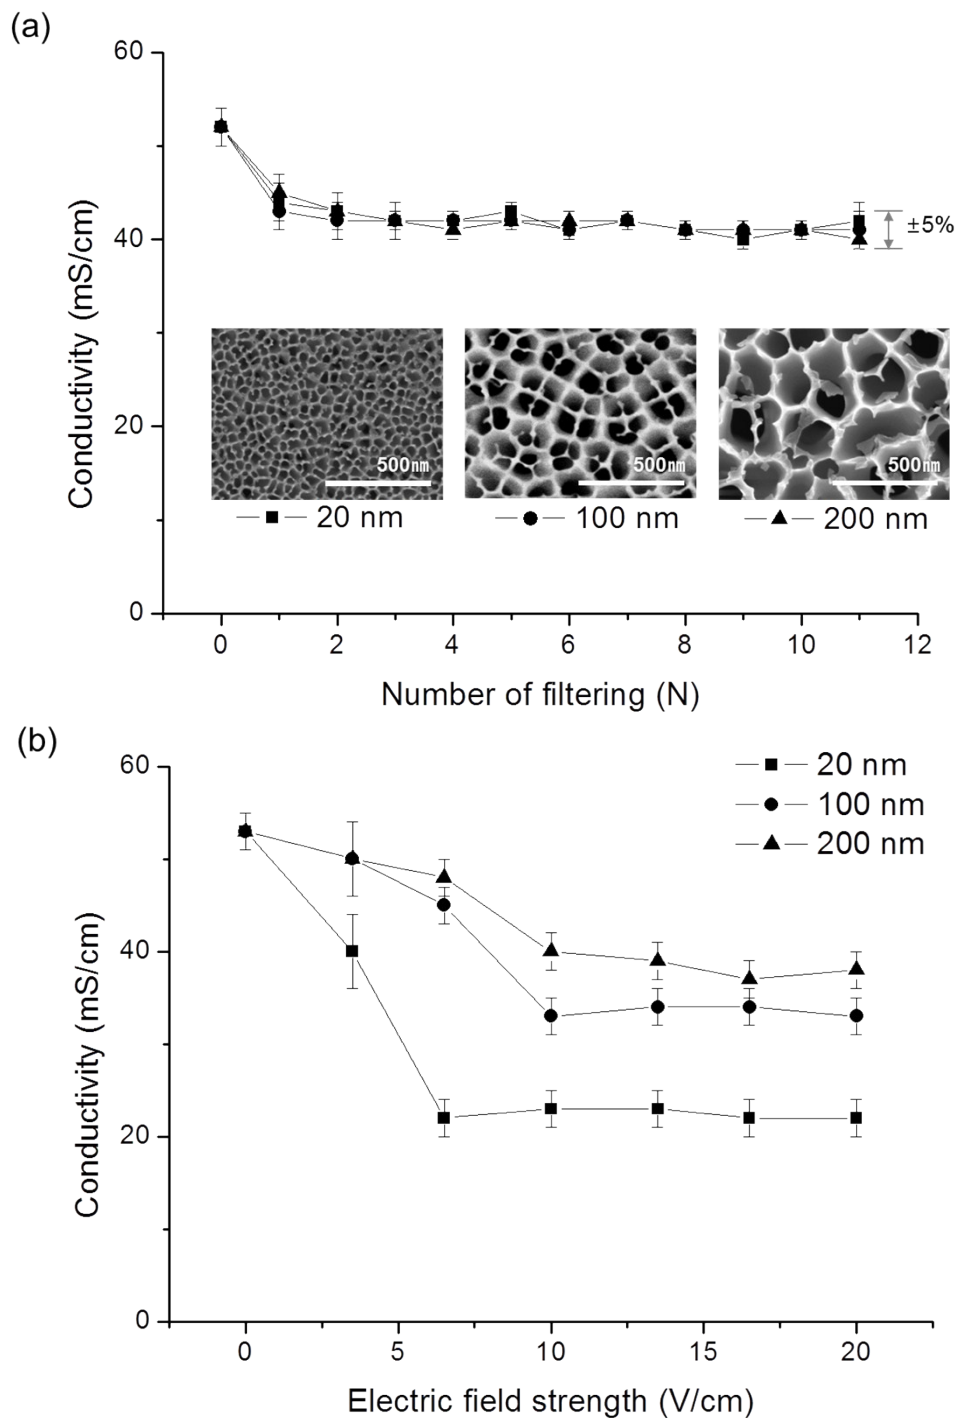 (a)
60
40
20
0
Conductivity (mS/cm)
±5%
500nm
500nm
500nm
20 nm
100 nm
200 nm
0 2 4 6 8 10 12
Number of filtering (N)
(b)
20 nm
100 nm
200 nm
60
40
20
0
Conductivity (mS/cm)
0 5 10 15 20
Electric field strength (V/cm)